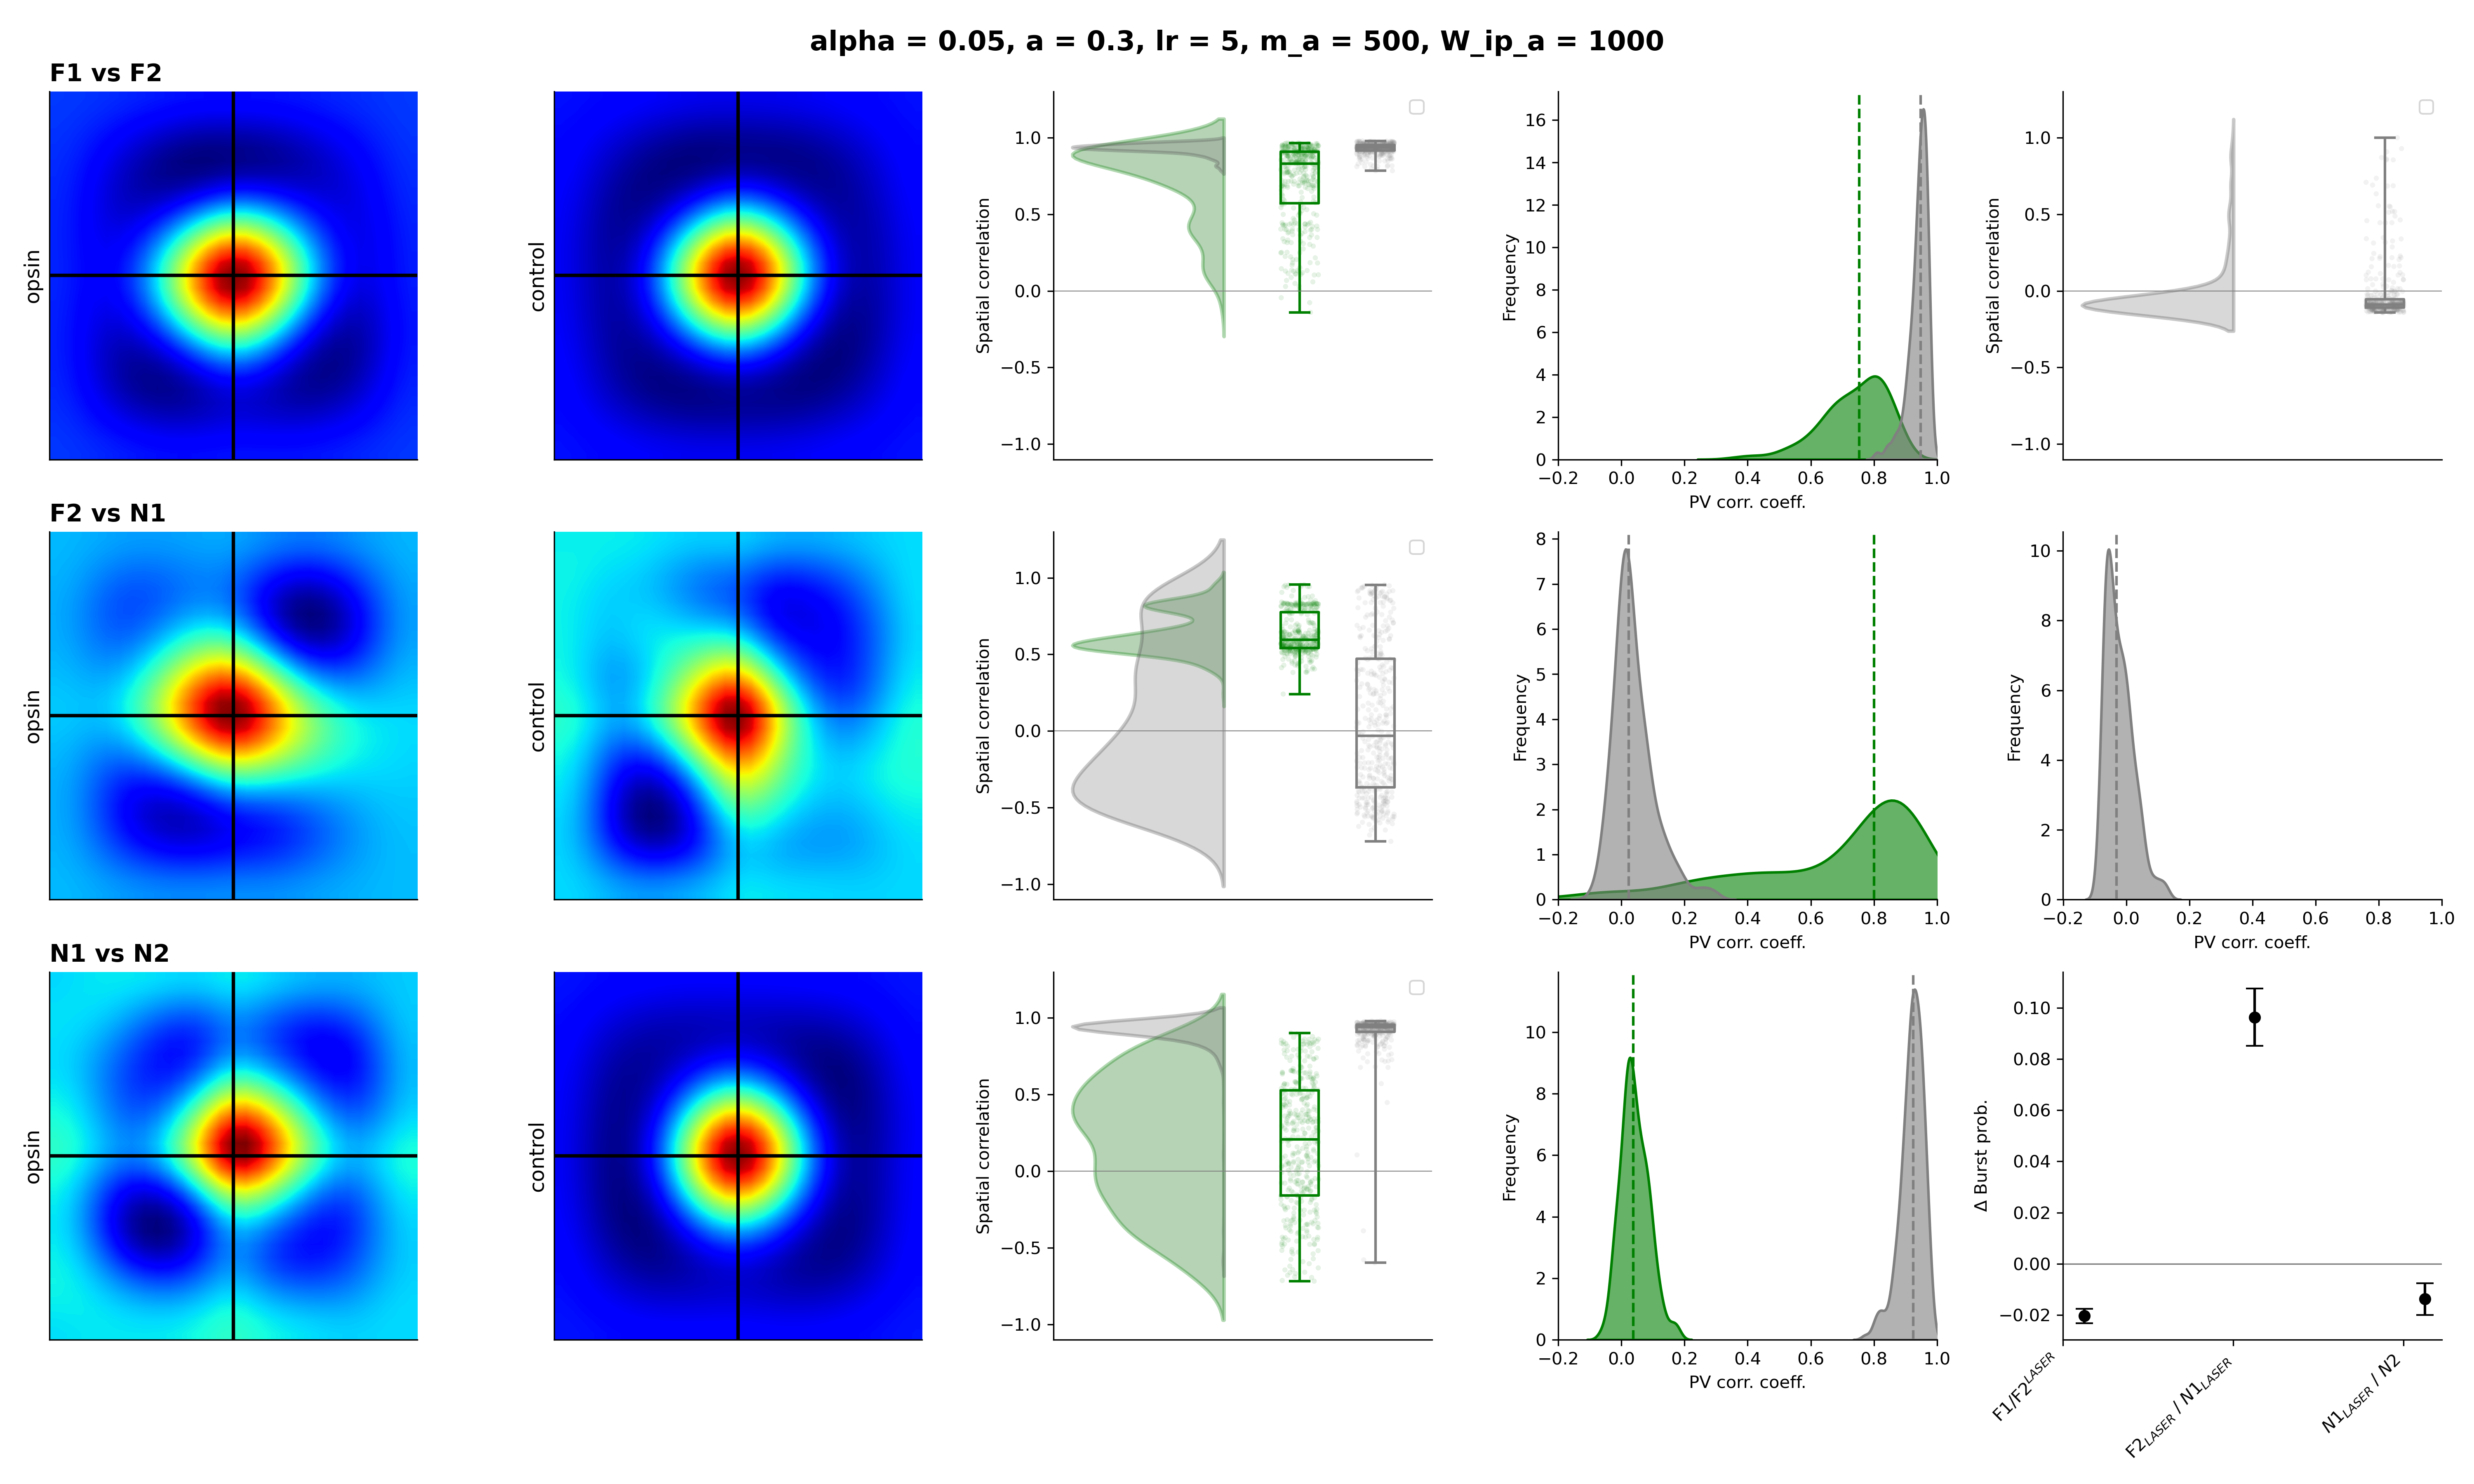 alpha = 0.05, a = 0.3, lr = 5, m_a = 500, W_ip_a = 1000
F1 vs F2
opsin
control
Spatial correlation
1.0
0.5
0.0
−0.5
−1.0
Frequency
16
14
12
10
8
6
4
2
0
−0.2 0.0 0.2 0.4 0.6 0.8 1.0
PV corr. coeff.
Spatial correlation
1.0
0.5
0.0
−0.5
−1.0
F2 vs N1
opsin
control
Spatial correlation
1.0
0.5
0.0
−0.5
−1.0
Frequency
8
7
6
5
4
3
2
1
0
−0.2 0.0 0.2 0.4 0.6 0.8 1.0
PV corr. coeff.
Frequency
10
8
6
4
2
0
−0.2 0.0 0.2 0.4 0.6 0.8 1.0
PV corr. coeff.
N1 vs N2
opsin
control
Spatial correlation
1.0
0.5
0.0
−0.5
−1.0
Frequency
10
8
6
4
2
0
−0.2 0.0 0.2 0.4 0.6 0.8 1.0
PV corr. coeff.
Δ Burst prob.
0.10
0.08
0.06
0.04
0.02
0.00
−0.02
F1/F2^LASER
F2_LASER / N1_LASER
N1_LASER / N2